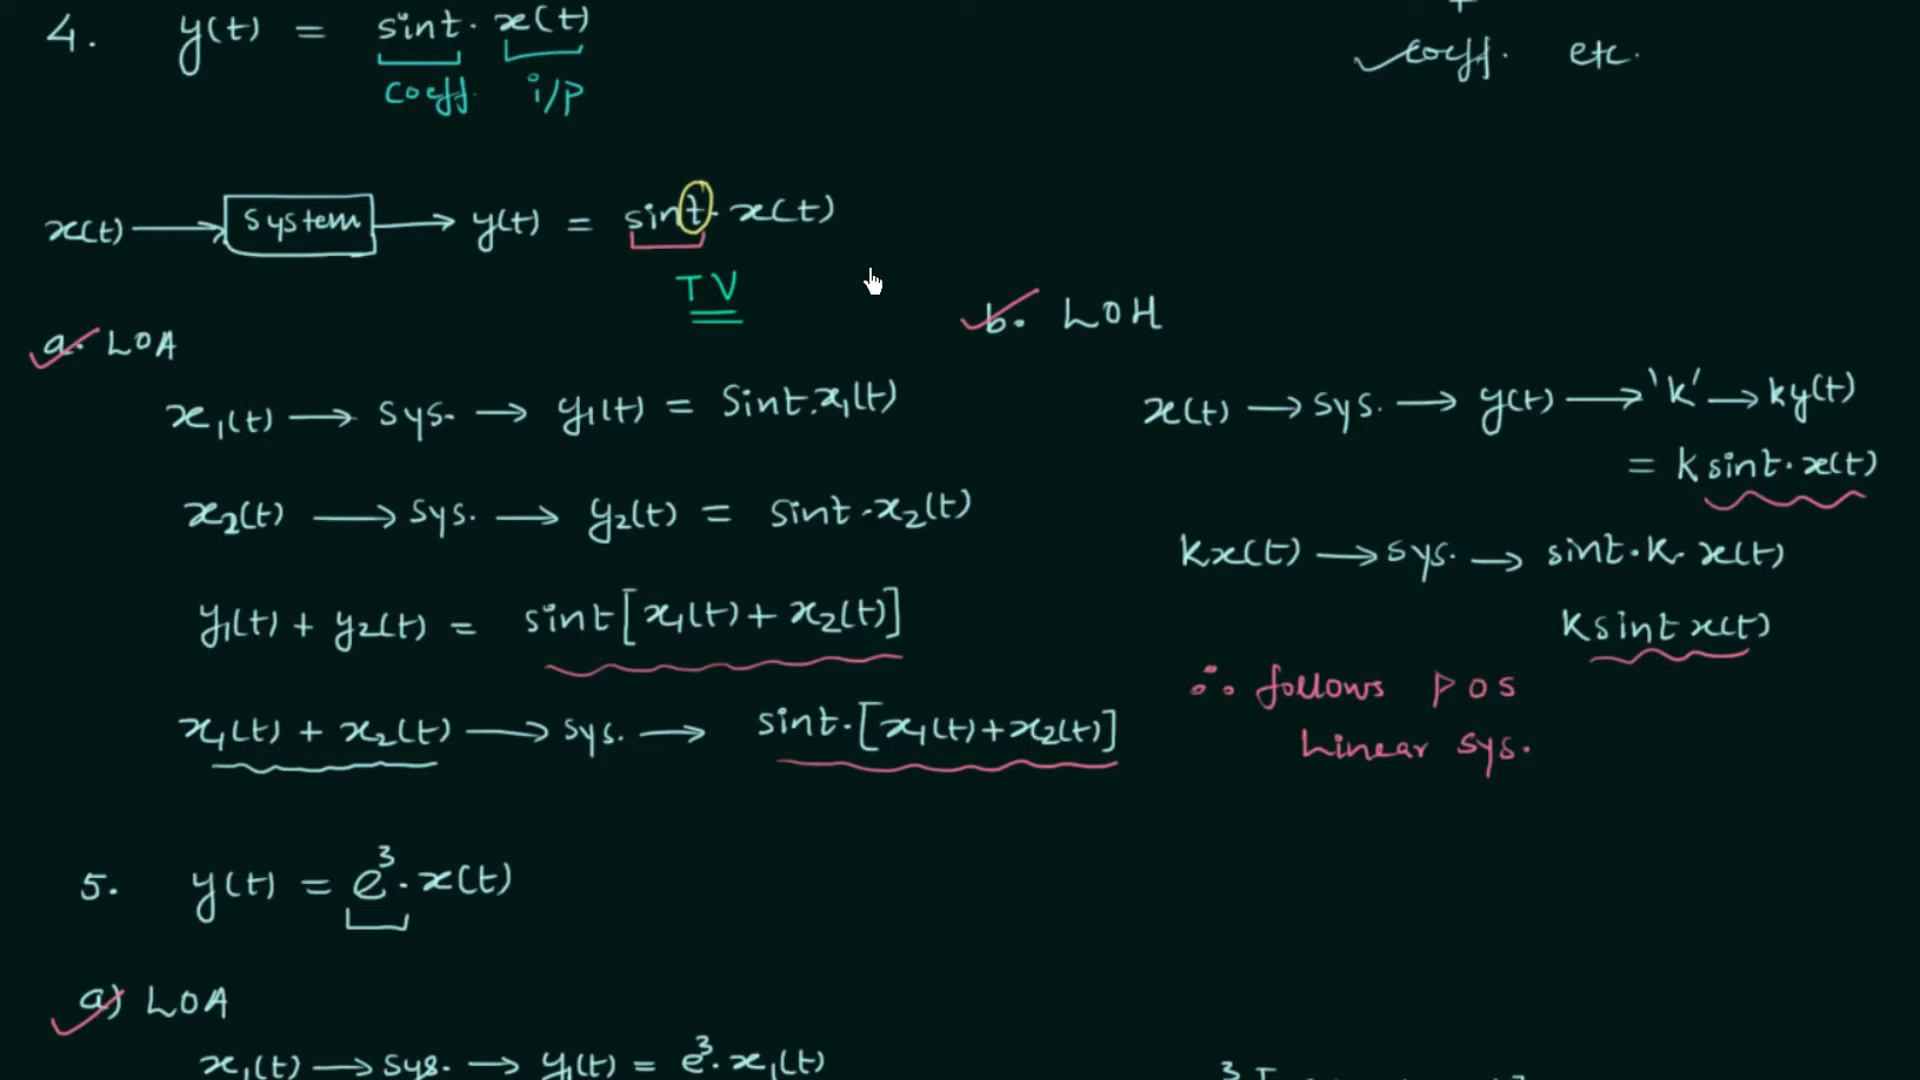 4. y(t) = sint. x(t)
coeff. i/p
coeff. etc.
x(t) → System → y(t) = sint. x(t)
TV
a. LOA
x₁(t) → sys. → y₁(t) = Sint.x₁(t)
x₂(t) → sys. → y₂(t) = sint.x₂(t)
y₁(t) + y₂(t) = sint[x₁(t) + x₂(t)]
x₁(t) + x₂(t) → sys. → sint.[x₁(t)+x₂(t)]
b. LOH
x(t) → sys. → y(t) → 'k' → ky(t)
= k sint.x(t)
kx(t) → sys. → sint.k. x(t)
ksint x(t)
∴ follows POS
Linear sys.
5. y(t) = e³.x(t)
a) LOA
x₁(t) → sys. → y₁(t) = e³.x₁(t)